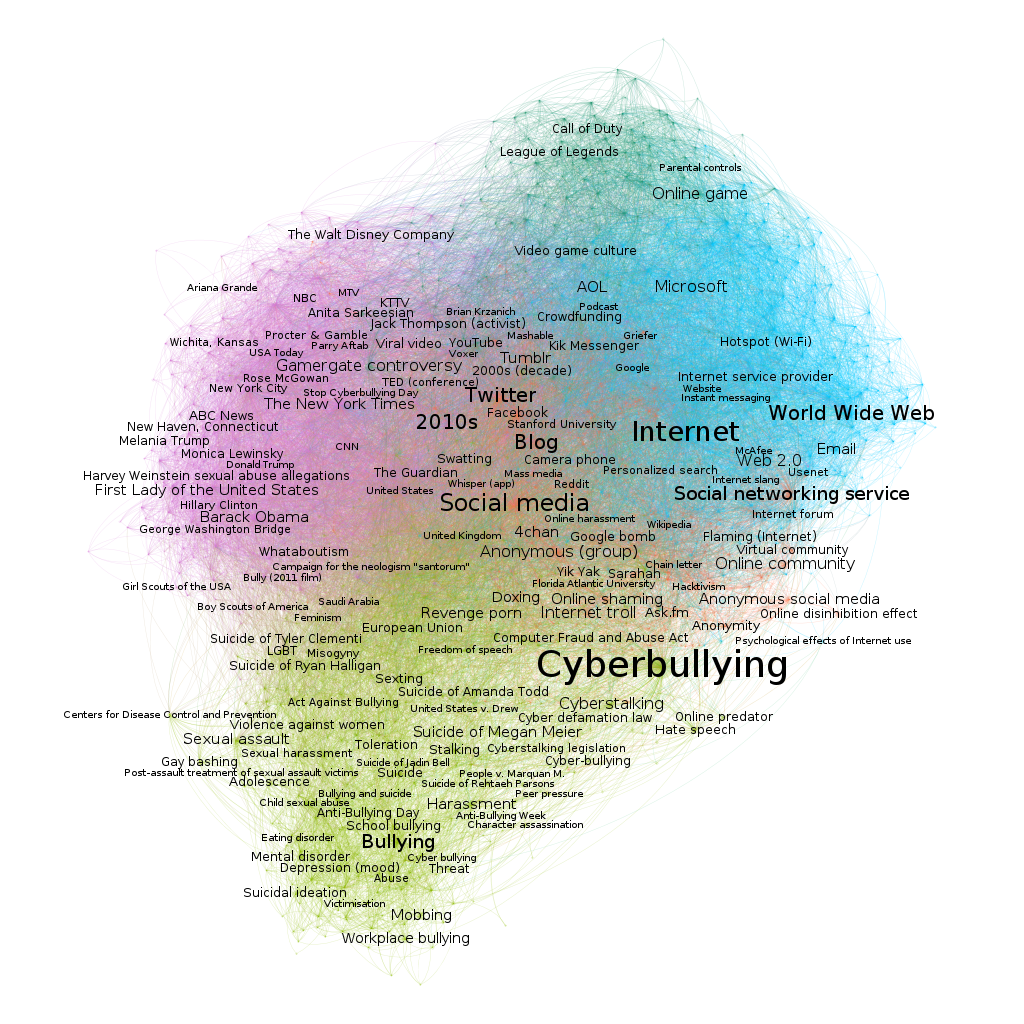 Call of Duty
League of Legends
Parental controls
Online game
The Walt Disney Company
Video game culture
Ariana Grande
AOL
Microsoft
MTV
NBC
KTTV
Podcast
Anita Sarkeesian
Brian Krzanich
Crowdfunding
Jack Thompson (activist)
Procter & Gamble
Mashable
Griefer
Wichita, Kansas
Parry Aftab
Viral video
YouTube
Kik Messenger
Hotspot (Wi-Fi)
USA Today
Voxer
Tumblr
Gamergate controversy
2000s (decade)
Google
Rose McGowan
TED (conference)
Internet service provider
New York City
Stop Cyberbullying Day
Twitter
Website
Instant messaging
The New York Times
ABC News
2010s
Facebook
World Wide Web
New Haven, Connecticut
Stanford University
Internet
Melania Trump
CNN
Blog
Monica Lewinsky
Swatting
Camera phone
McAfee
Email
Web 2.0
Donald Trump
The Guardian
Mass media
Personalized search
Usenet
Harvey Weinstein sexual abuse allegations
Whisper (app)
Reddit
Internet slang
First Lady of the United States
United States
Social networking service
Hillary Clinton
Social media
Barack Obama
Online harassment
Wikipedia
Internet forum
George Washington Bridge
United Kingdom
4chan
Google bomb
Flaming (Internet)
Whataboutism
Anonymous (group)
Virtual community
Campaign for the neologism "santorum"
Chain letter
Online community
Bully (2011 film)
Yik Yak
Sarahah
Girl Scouts of the USA
Florida Atlantic University
Hacktivism
Boy Scouts of America
Saudi Arabia
Doxing
Online shaming
Anonymous social media
Feminism
Revenge porn
Internet troll
Ask.fm
Online disinhibition effect
European Union
Anonymity
Suicide of Tyler Clementi
Computer Fraud and Abuse Act
Psychological effects of Internet use
LGBT
Misogyny
Freedom of speech
Suicide of Ryan Halligan
Cyberbullying
Sexting
Suicide of Amanda Todd
Act Against Bullying
United States v. Drew
Cyberstalking
Centers for Disease Control and Prevention
Cyber defamation law
Online predator
Violence against women
Suicide of Megan Meier
Hate speech
Sexual assault
Toleration
Stalking
Cyberstalking legislation
Sexual harassment
Gay bashing
Suicide of Jadin Bell
Cyber-bullying
Post-assault treatment of sexual assault victims
Suicide
People v. Marquan M.
Adolescence
Suicide of Rehtaeh Parsons
Bullying and suicide
Peer pressure
Child sexual abuse
Harassment
Anti-Bullying Day
Anti-Bullying Week
School bullying
Character assassination
Eating disorder
Bullying
Mental disorder
Cyber bullying
Depression (mood)
Threat
Abuse
Suicidal ideation
Victimisation
Mobbing
Workplace bullying